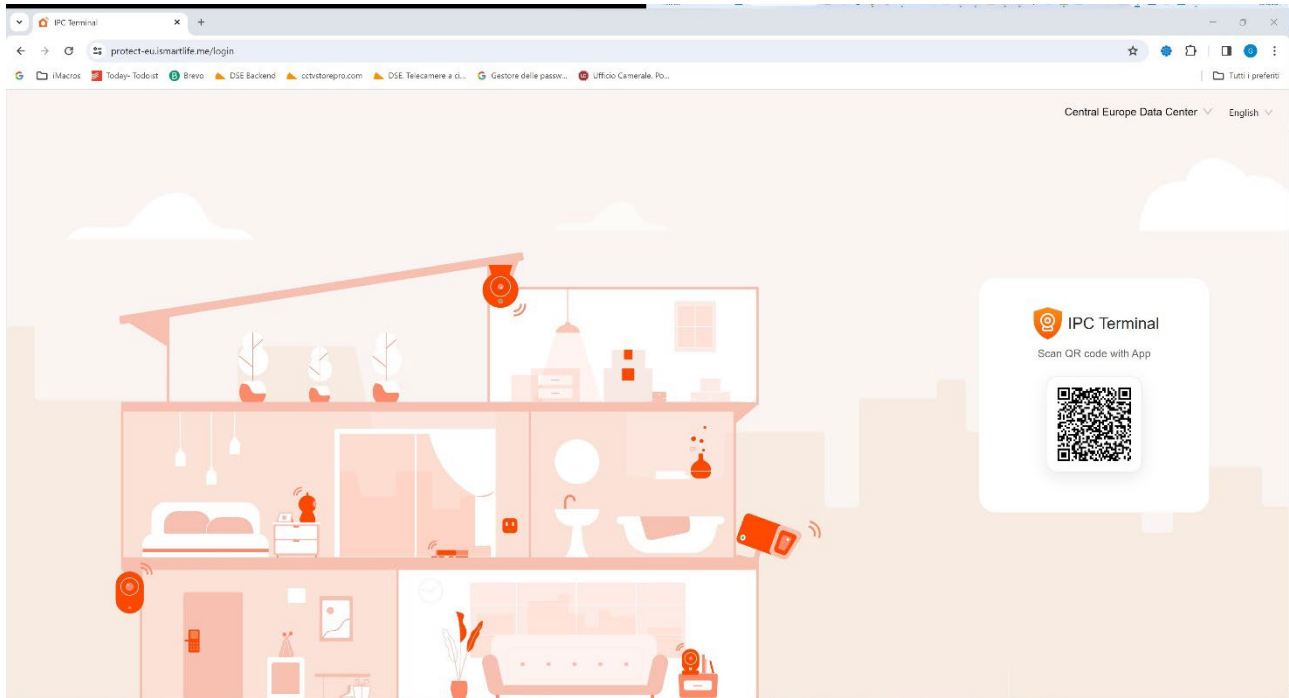 IPC Terminal
protect-eu.ismartlife.me/login
iMacros
Today- Todoist
Brevo
DSE Backend
cctvstorepro.com
DSE. Telecamere a ci...
Gestore delle passw...
Ufficio Camerale. Po...
Tutti i preferiti
Central Europe Data Center
English
IPC Terminal
Scan QR code with App